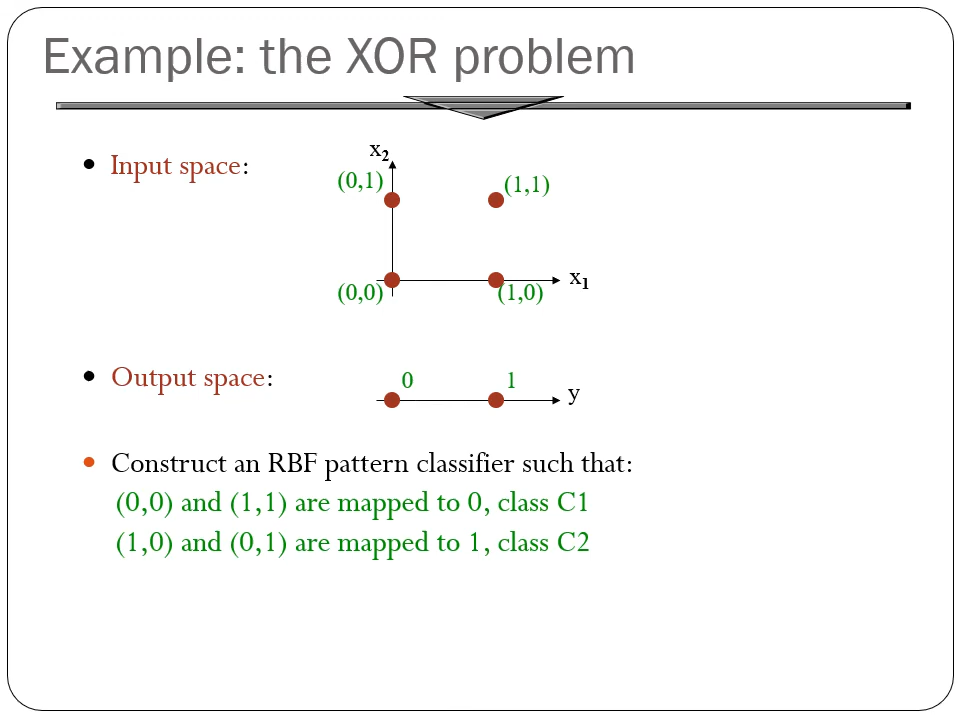 Example: the XOR problem
• Input space:
x2
(0,1)
(1,1)
(0,0)
(1,0)
x1
• Output space:
0
1
y
• Construct an RBF pattern classifier such that:
(0,0) and (1,1) are mapped to 0, class C1
(1,0) and (0,1) are mapped to 1, class C2